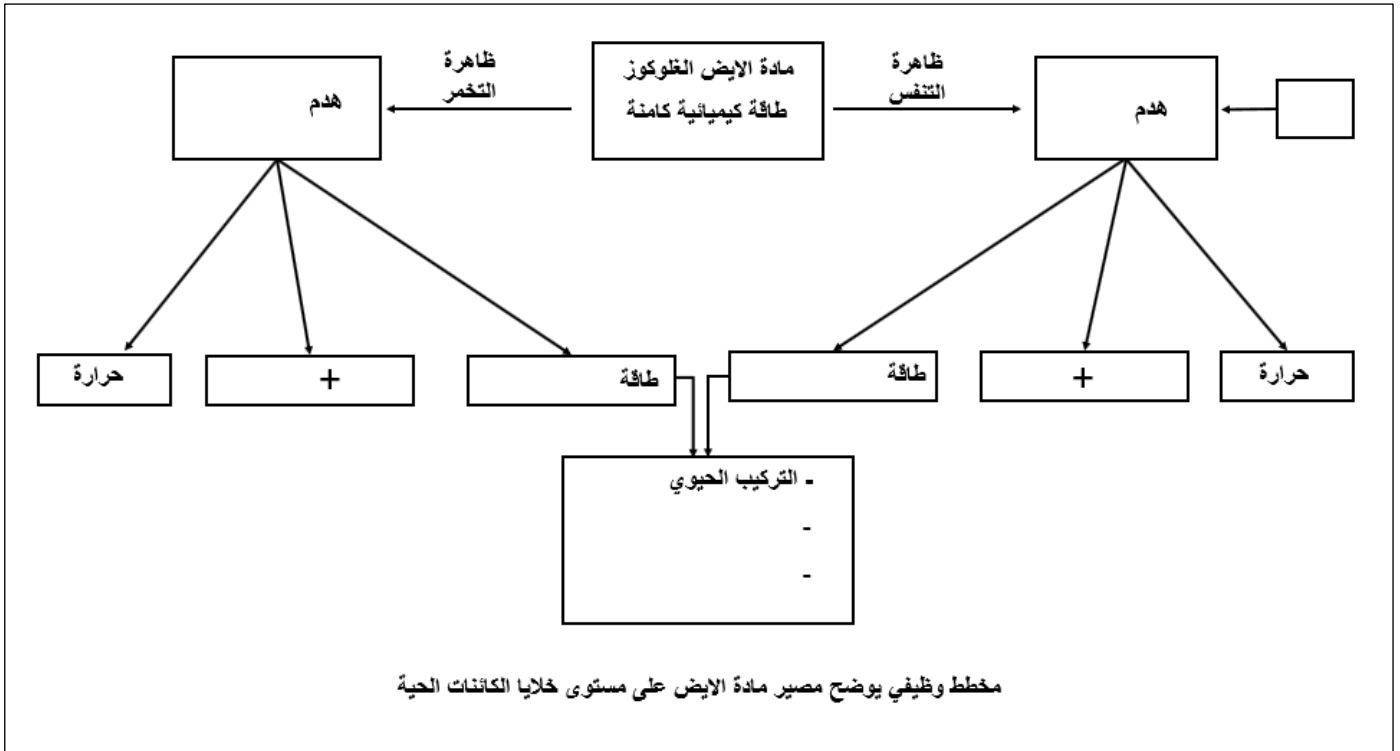 مادة الايض الغلوكوز
طاقة كيميائية كامنة
ظاهرة
التنفس
ظاهرة
التخمر
هدم
هدم
حرارة
+
طاقة
طاقة
+
حرارة
- التركيب الحيوي
-
-
مخطط وظيفي يوضح مصير مادة الايض على مستوى خلايا الكائنات الحية